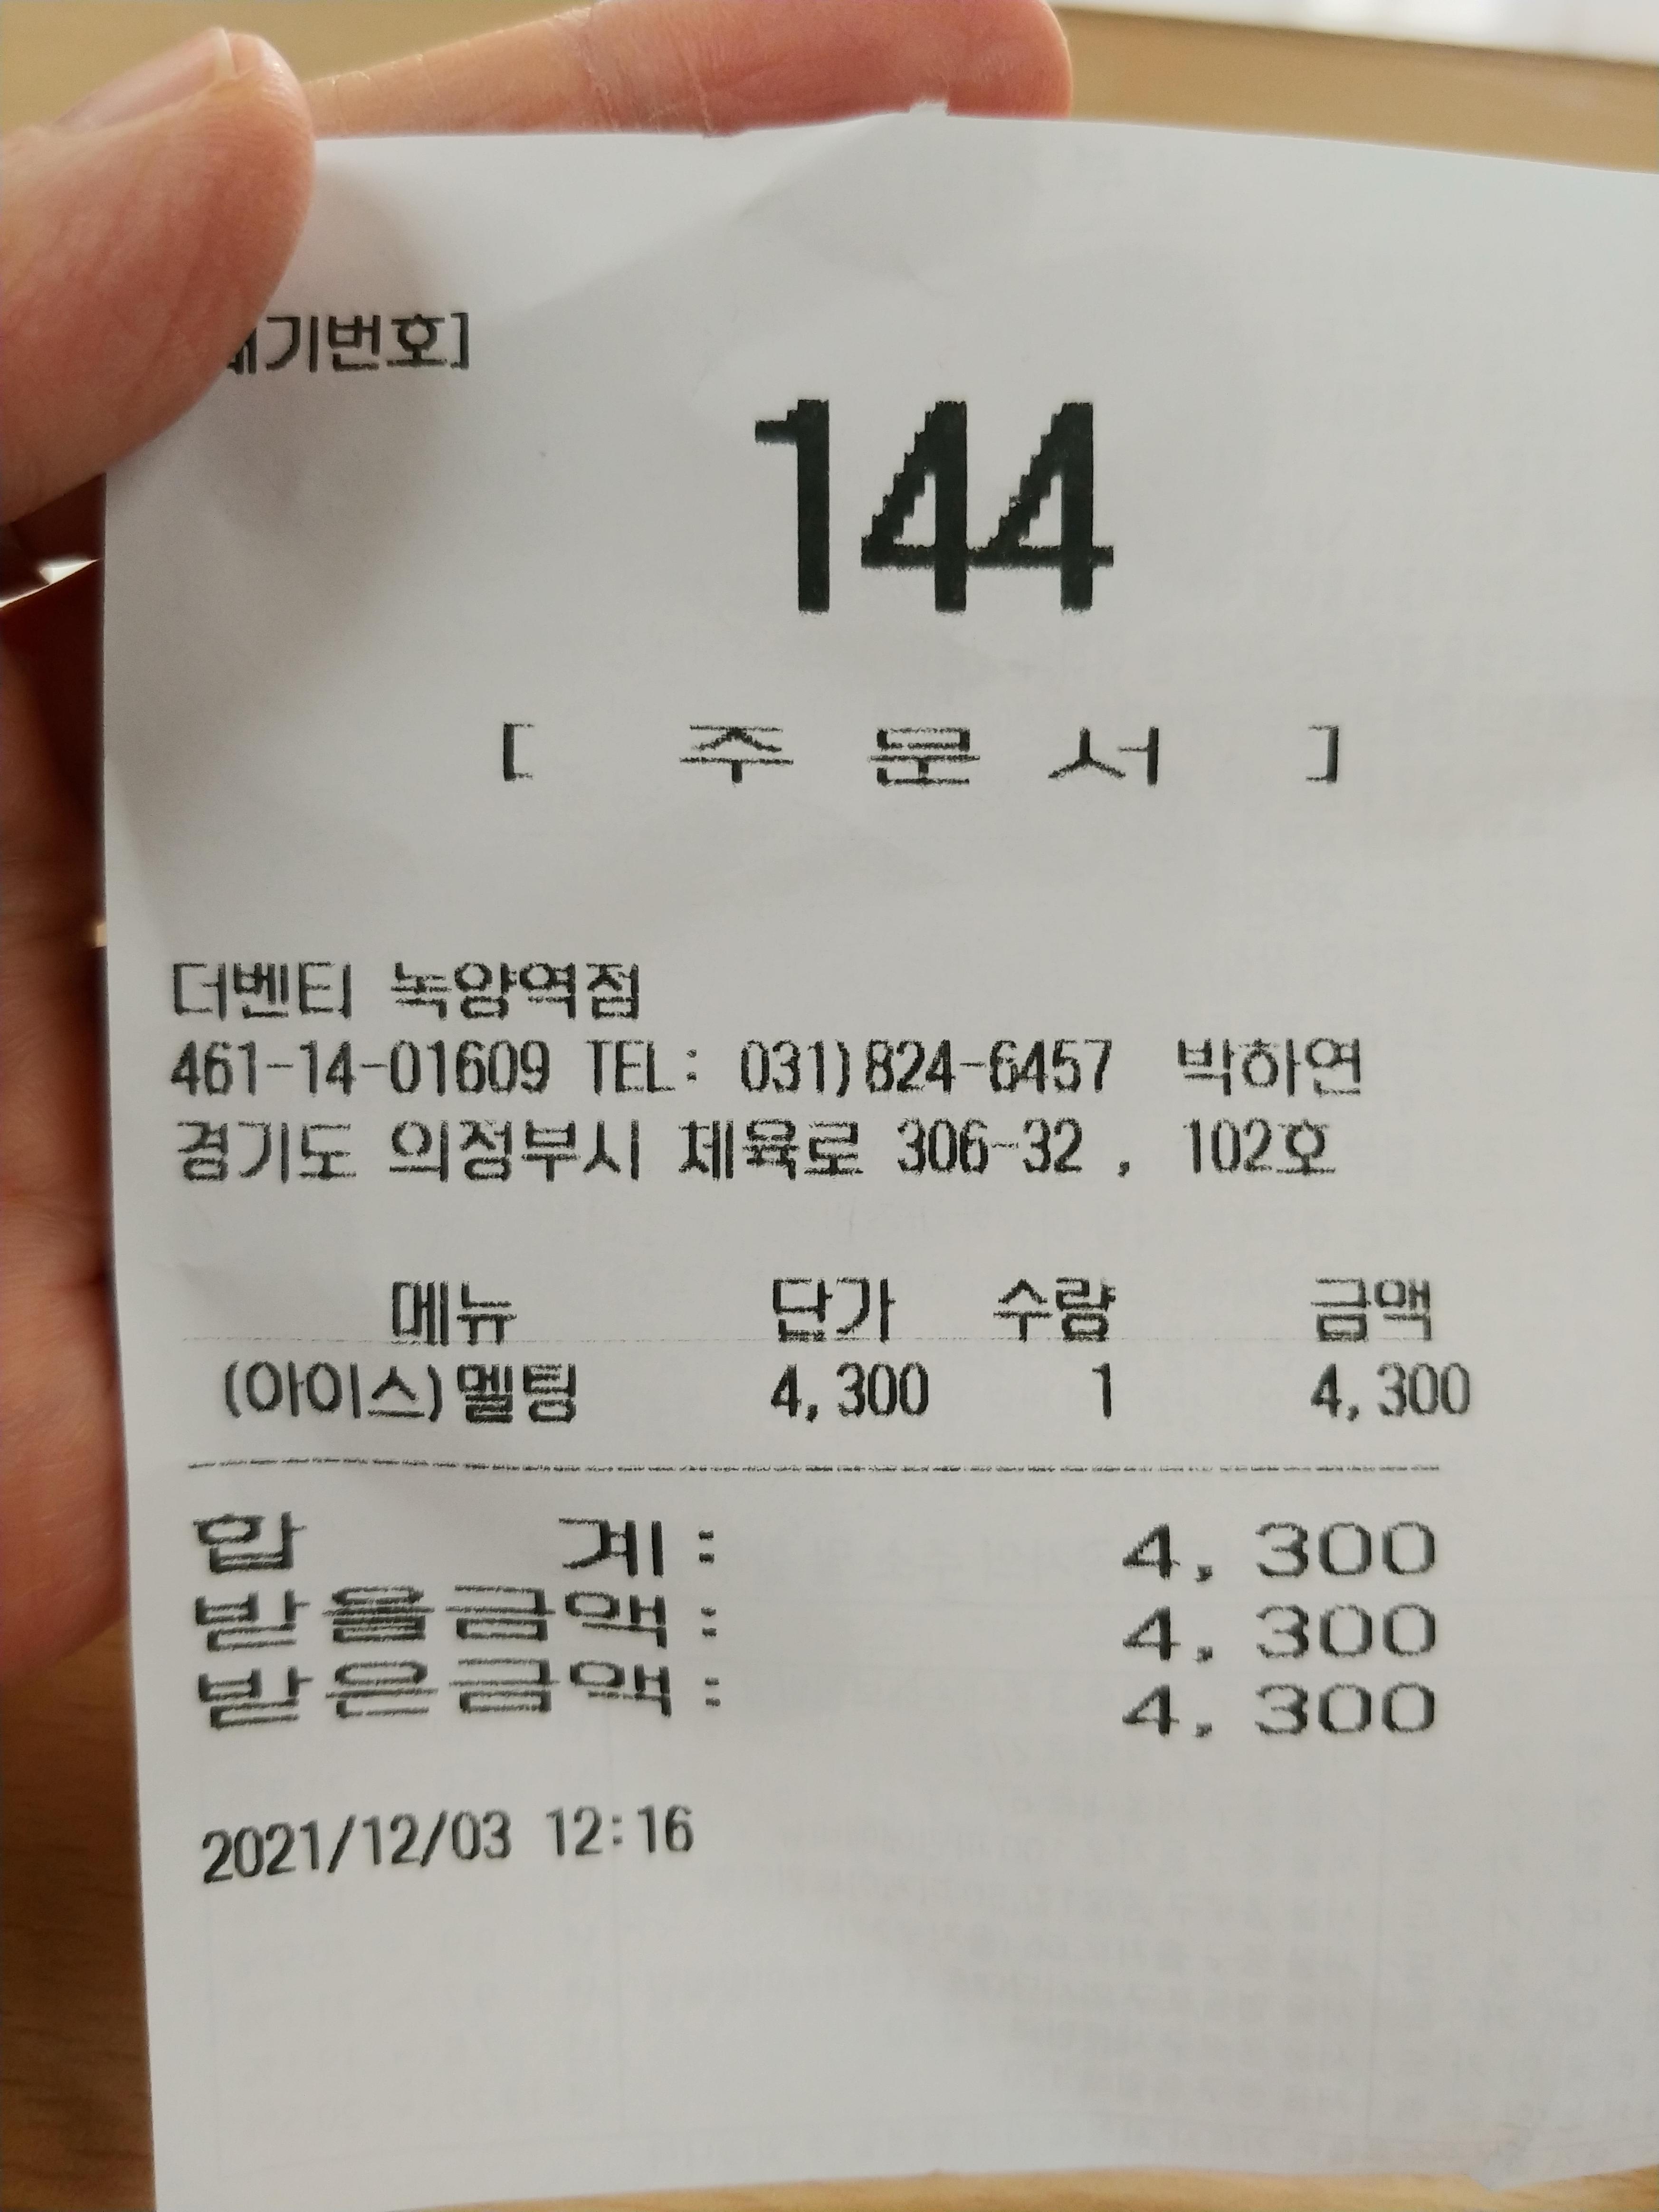 기번호]
144
[ 주 문 서 ]
더벤티 녹양역점
461-14-01609 TEL: 031)824-6457 박하연
경기도 의정부시 체육로 306-32 , 102호
메뉴 단가 수량 금액
(아이스)멜팅 4,300 1 4,300
합 계: 4,300
받을금액: 4,300
받은금액: 4,300
2021/12/03 12:16